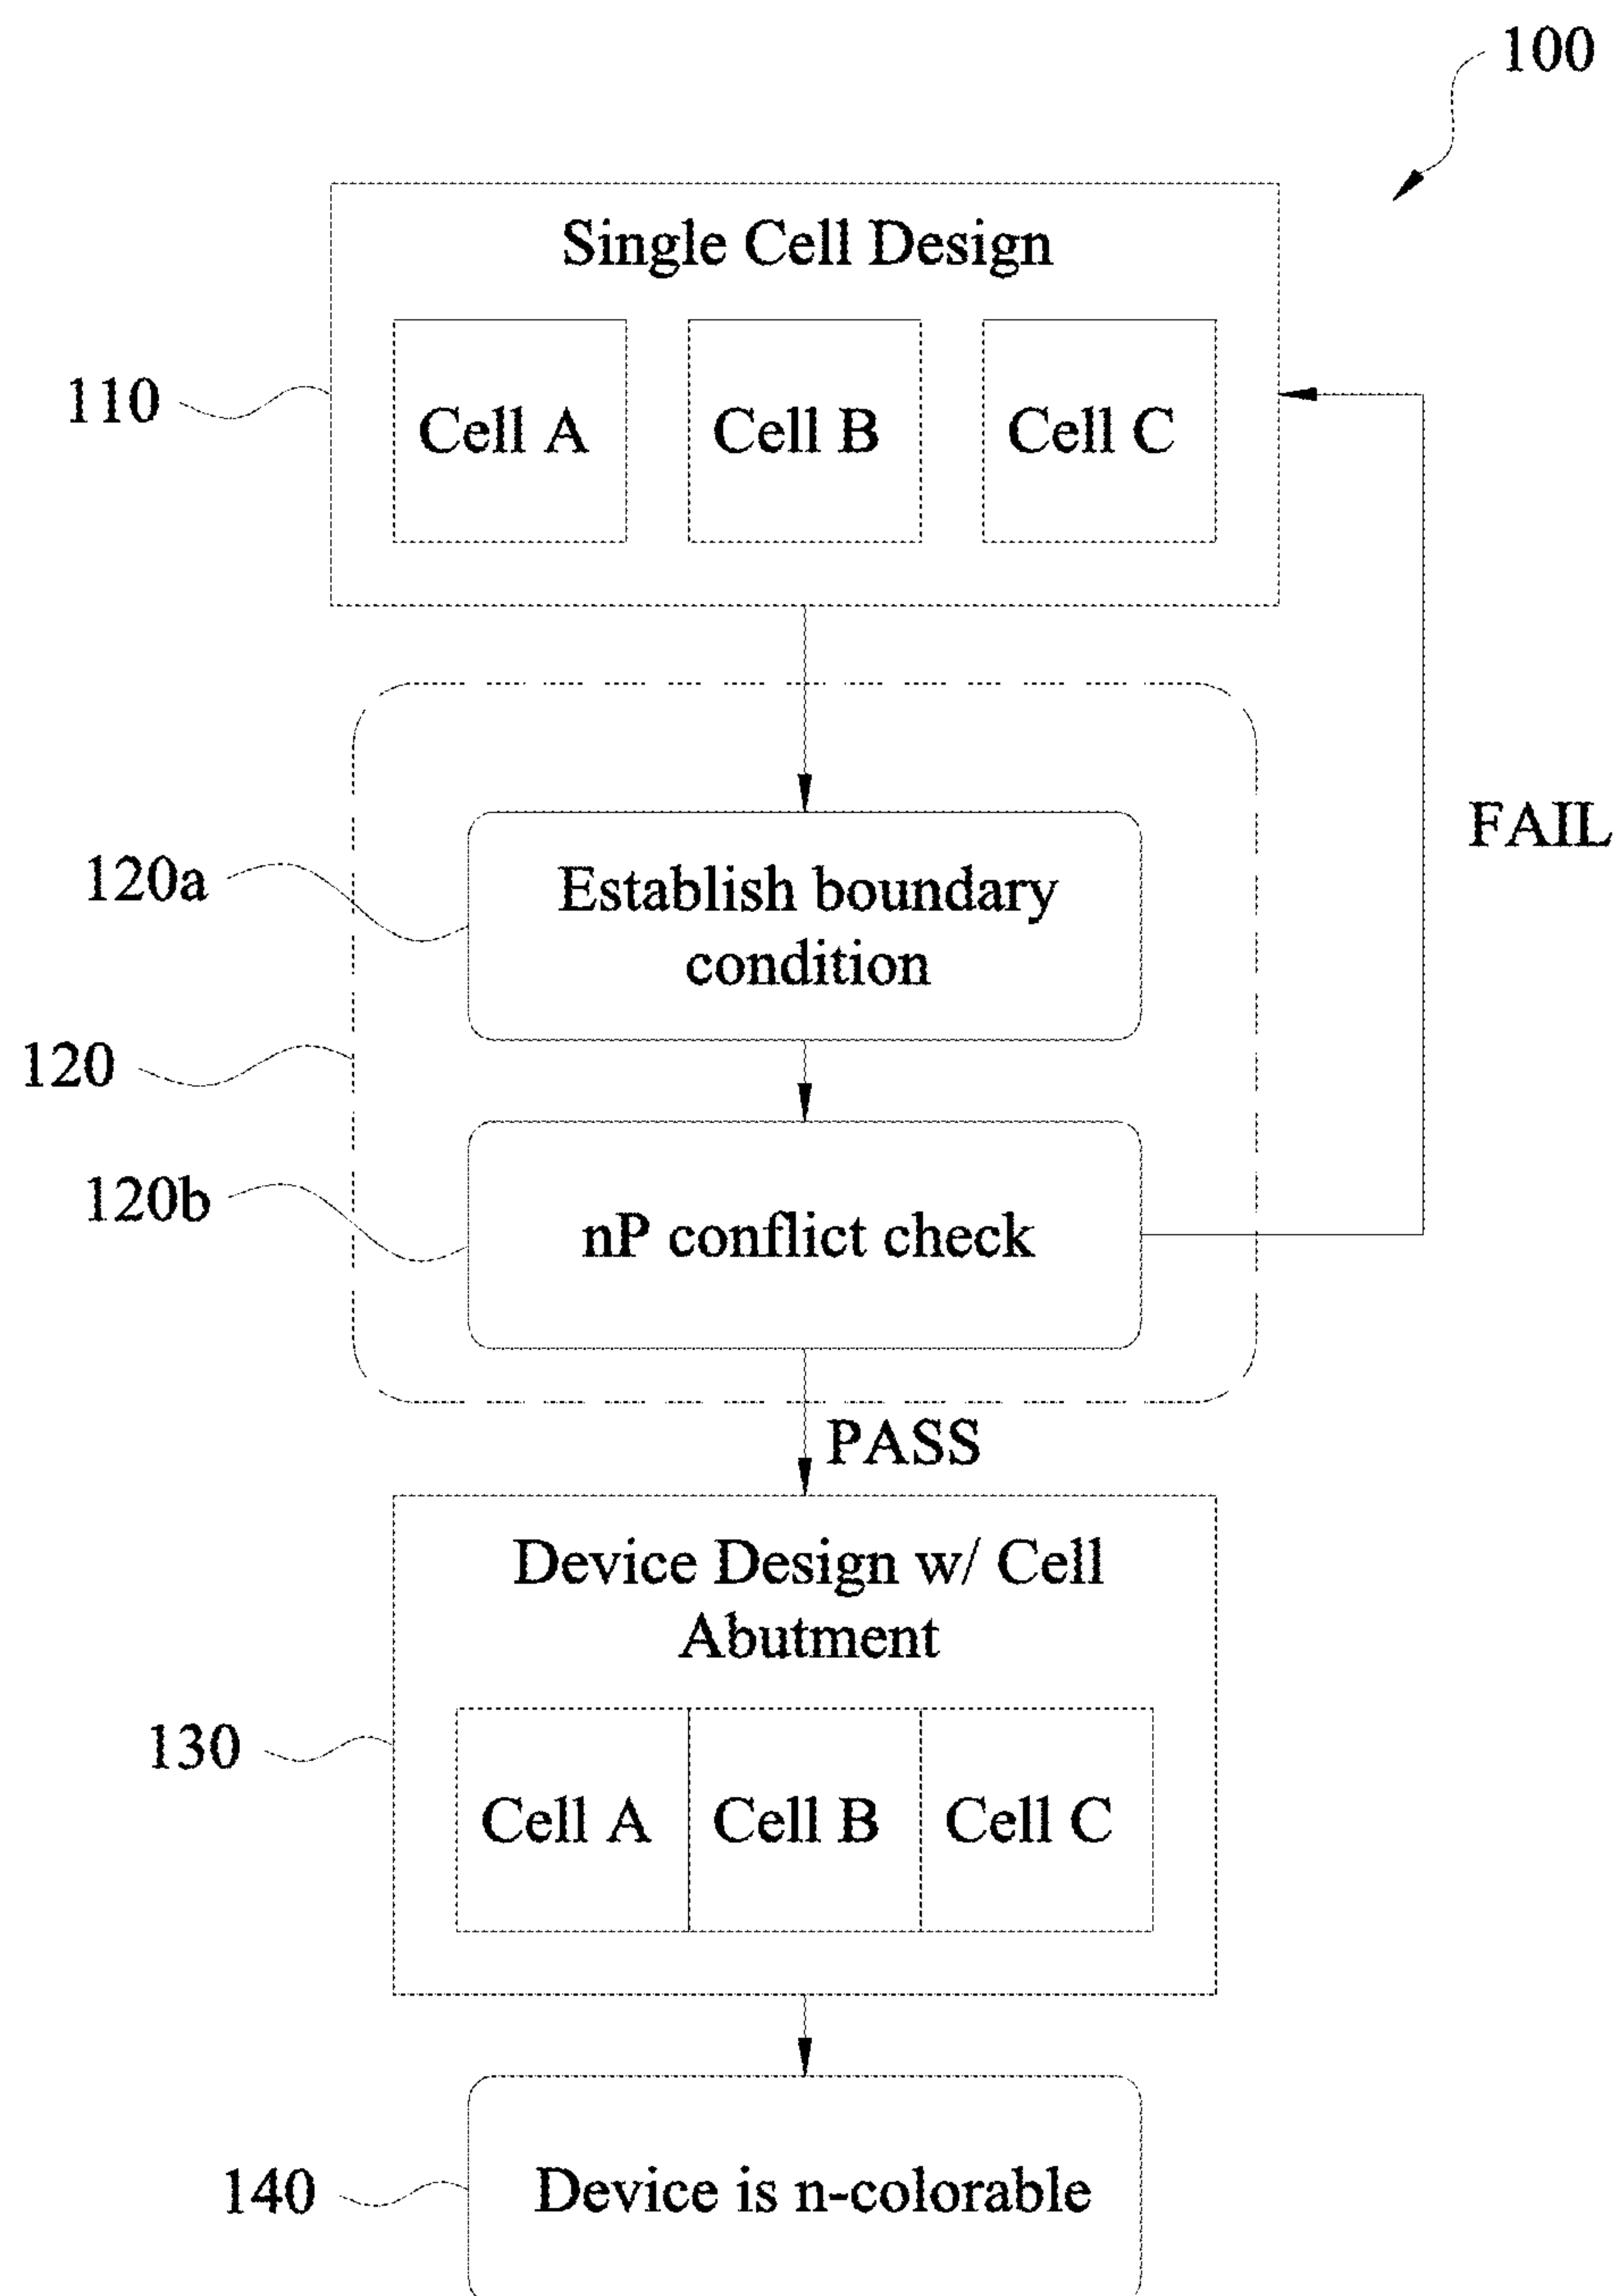 100
Single Cell Design
110
Cell A
Cell B
Cell C
FAIL
120a
Establish boundary
condition
120
120b
nP conflict check
PASS
Device Design w/ Cell
Abutment
130
Cell A
Cell B
Cell C
140
Device is n-colorable